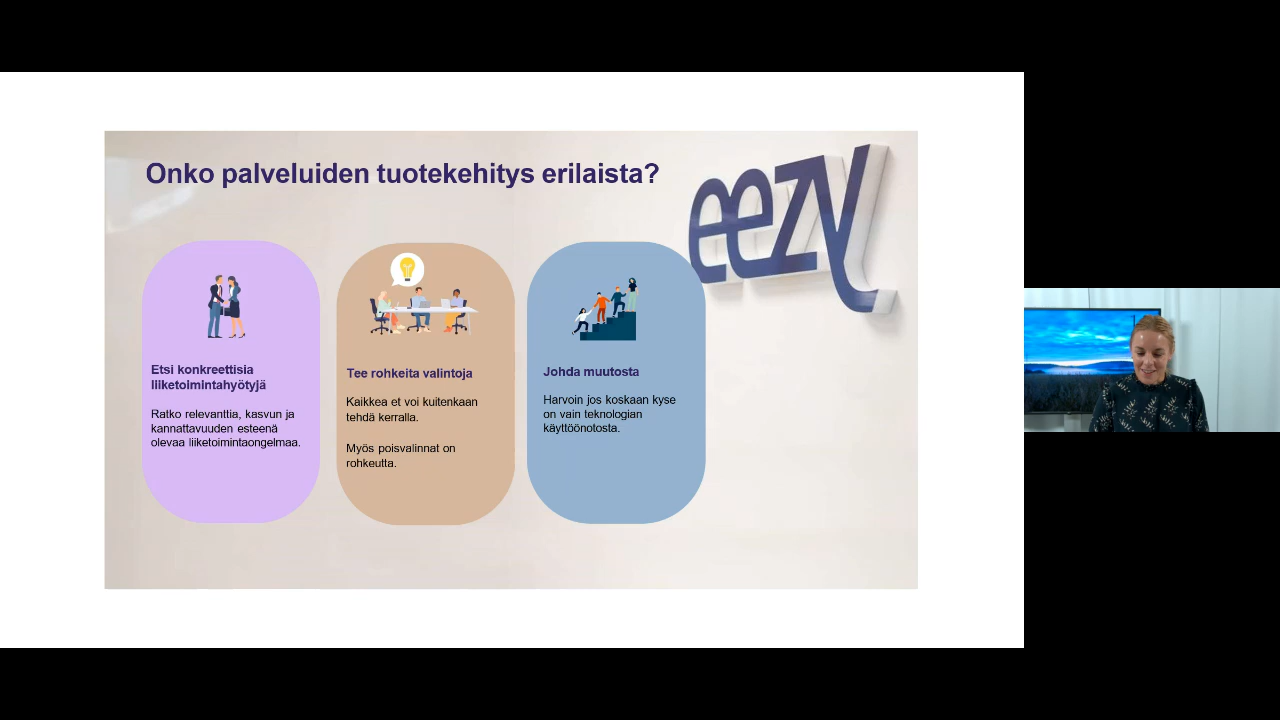 Onko palveluiden tuotekehitys erilaista?
eezy
Etsi konkreettisia
liiketoimintahyötyjä
Ratko relevanttia, kasvun ja
kannattavuuden esteenä
olevaa liiketoimintaongelmaa.
Tee rohkeita valintoja
Kaikkea et voi kuitenkaan
tehdä kerralla.
Myös poisvalinnat on
rohkeutta.
Johda muutosta
Harvoin jos koskaan kyse
on vain teknologian
käyttöönotosta.